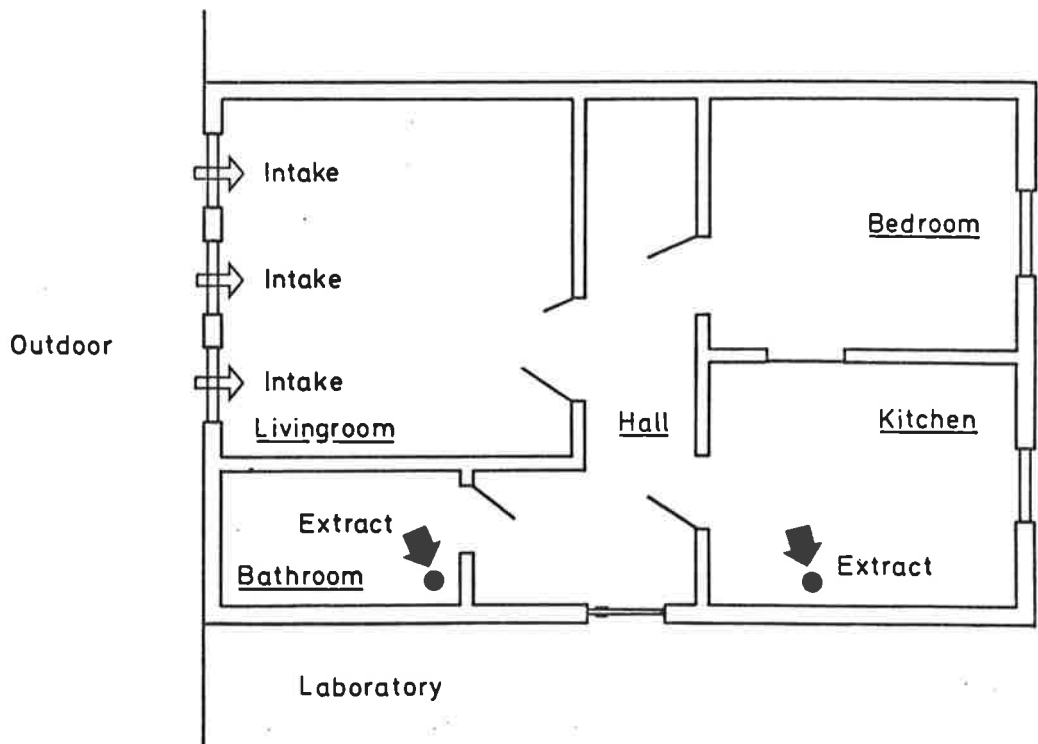 Intake
Bedroom
Intake
Outdoor
Intake
Livingroom
Hall
Kitchen
Extract
Extract
Bathroom
Laboratory